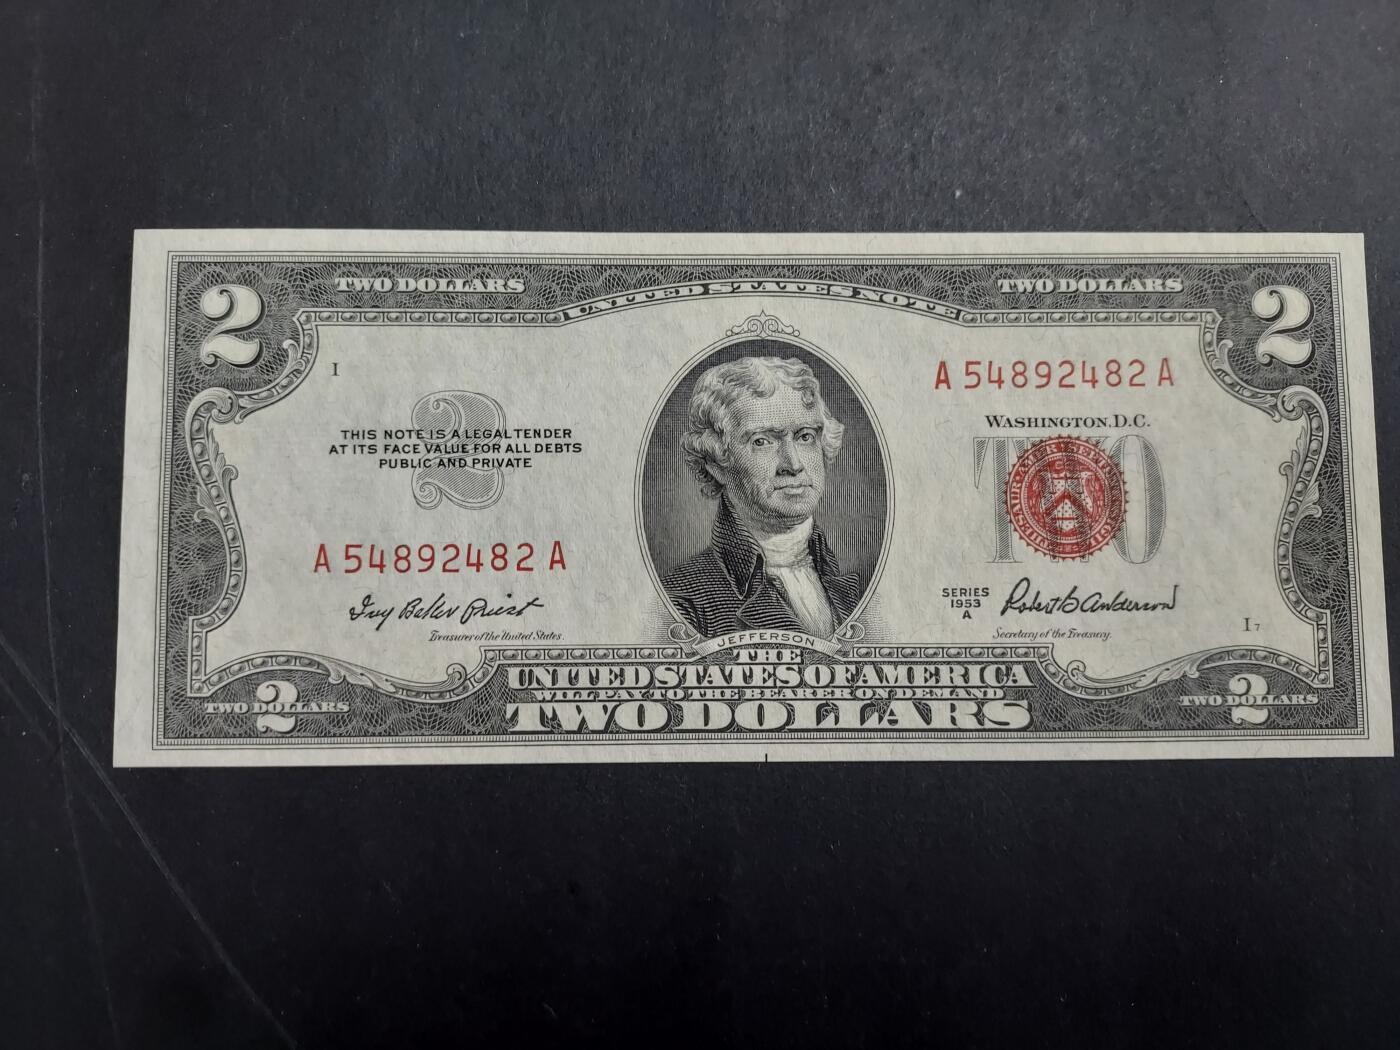 2 TWO DOLLARS UNITED STATES NOTE TWO DOLLARS 2
I
A 54892482 A
WASHINGTON, D.C.
2
TWO
THIS NOTE IS A LEGAL TENDER
AT ITS FACE VALUE FOR ALL DEBTS
PUBLIC AND PRIVATE
A 54892482 A
SERIES
1953
A
Ivy Baker Priest
Robert B Anderson
Treasurer of the United States.
Secretary of the Treasury.
I 7
JEFFERSON
THE
UNITED STATES OF AMERICA
WILL PAY TO THE BEARER ON DEMAND
TWO DOLLARS
TWO DOLLARS 2
TWO DOLLARS 2